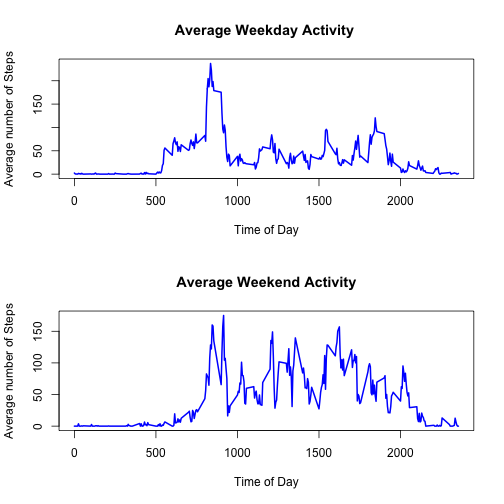 Average Weekday Activity
Average number of Steps
150
50
0
0 500 1000 1500 2000
Time of Day
Average Weekend Activity
Average number of Steps
150
100
50
0
0 500 1000 1500 2000
Time of Day